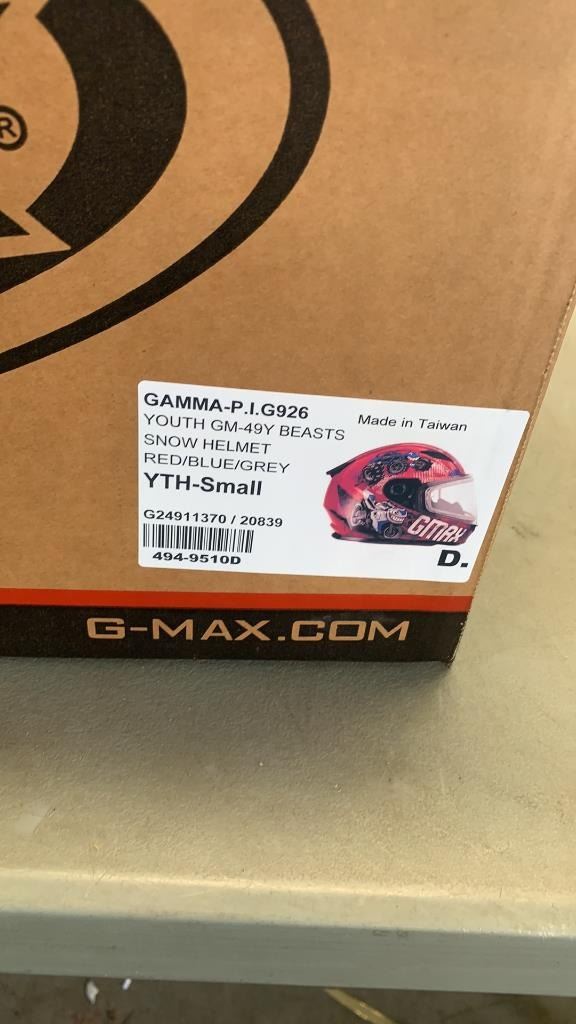 ®
GAMMA-P.I.G926
Made in Taiwan
YOUTH GM-49Y BEASTS
SNOW HELMET
RED/BLUE/GREY
YTH-Small
G24911370 / 20839
494-9510D
GMAX
D.
G-MAX.COM